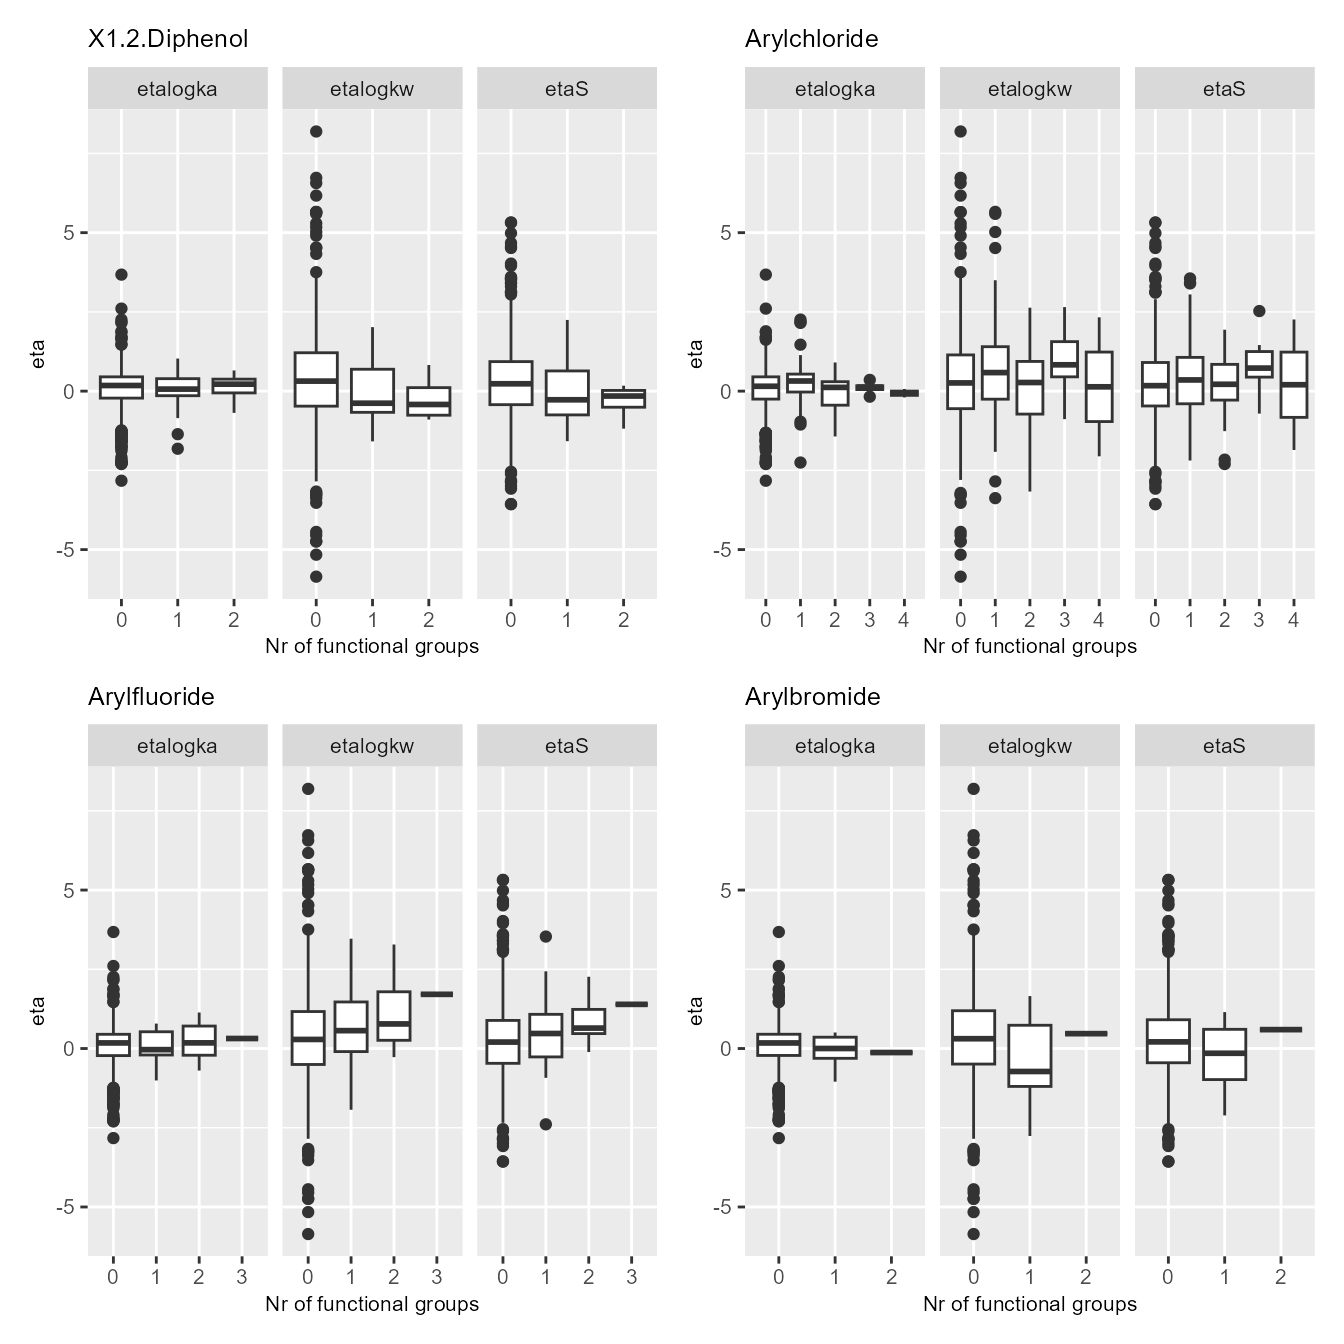 X1.2.Diphenol
etalogka etalogkw etaS
eta
5
0
-5
0 1 2 0 1 2 0 1 2
Nr of functional groups
Arylchloride
etalogka etalogkw etaS
eta
5
0
-5
0 1 2 3 4 0 1 2 3 4 0 1 2 3 4
Nr of functional groups
Arylfluoride
etalogka etalogkw etaS
eta
5
0
-5
0 1 2 3 0 1 2 3 0 1 2 3
Nr of functional groups
Arylbromide
etalogka etalogkw etaS
eta
5
0
-5
0 1 2 0 1 2 0 1 2
Nr of functional groups